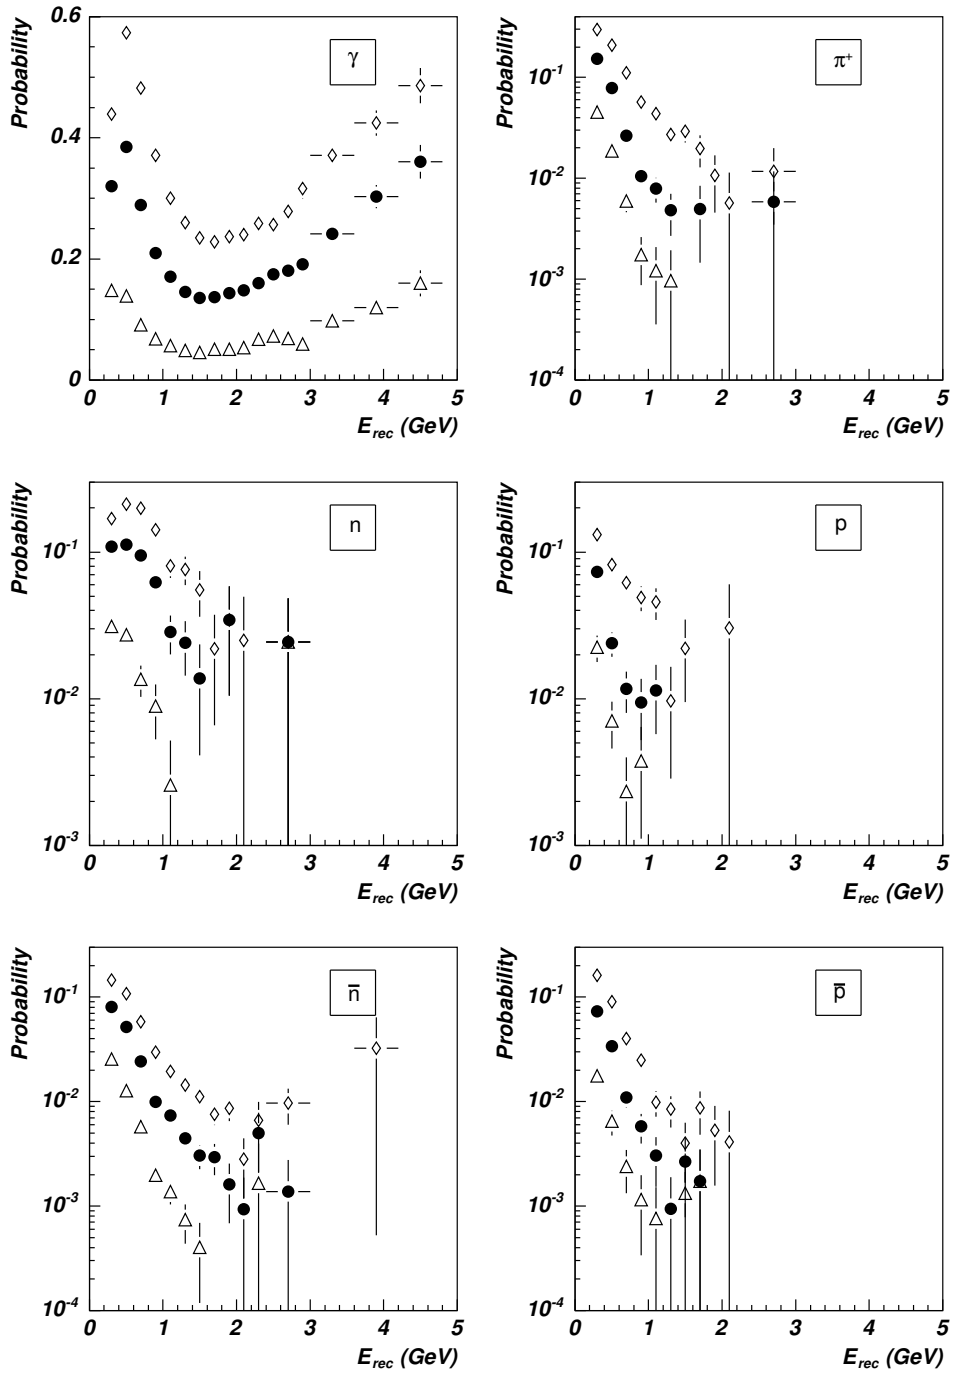 Probability
0.6
0.4
0.2
0
γ
0 1 2 3 4 5
E_rec (GeV)
Probability
10^-1
10^-2
10^-3
10^-4
π^+
0 1 2 3 4 5
E_rec (GeV)
Probability
10^-1
10^-2
10^-3
n
0 1 2 3 4 5
E_rec (GeV)
Probability
10^-1
10^-2
10^-3
p
0 1 2 3 4 5
E_rec (GeV)
Probability
10^-1
10^-2
10^-3
10^-4
n̅
0 1 2 3 4 5
E_rec (GeV)
Probability
10^-1
10^-2
10^-3
10^-4
p̅
0 1 2 3 4 5
E_rec (GeV)